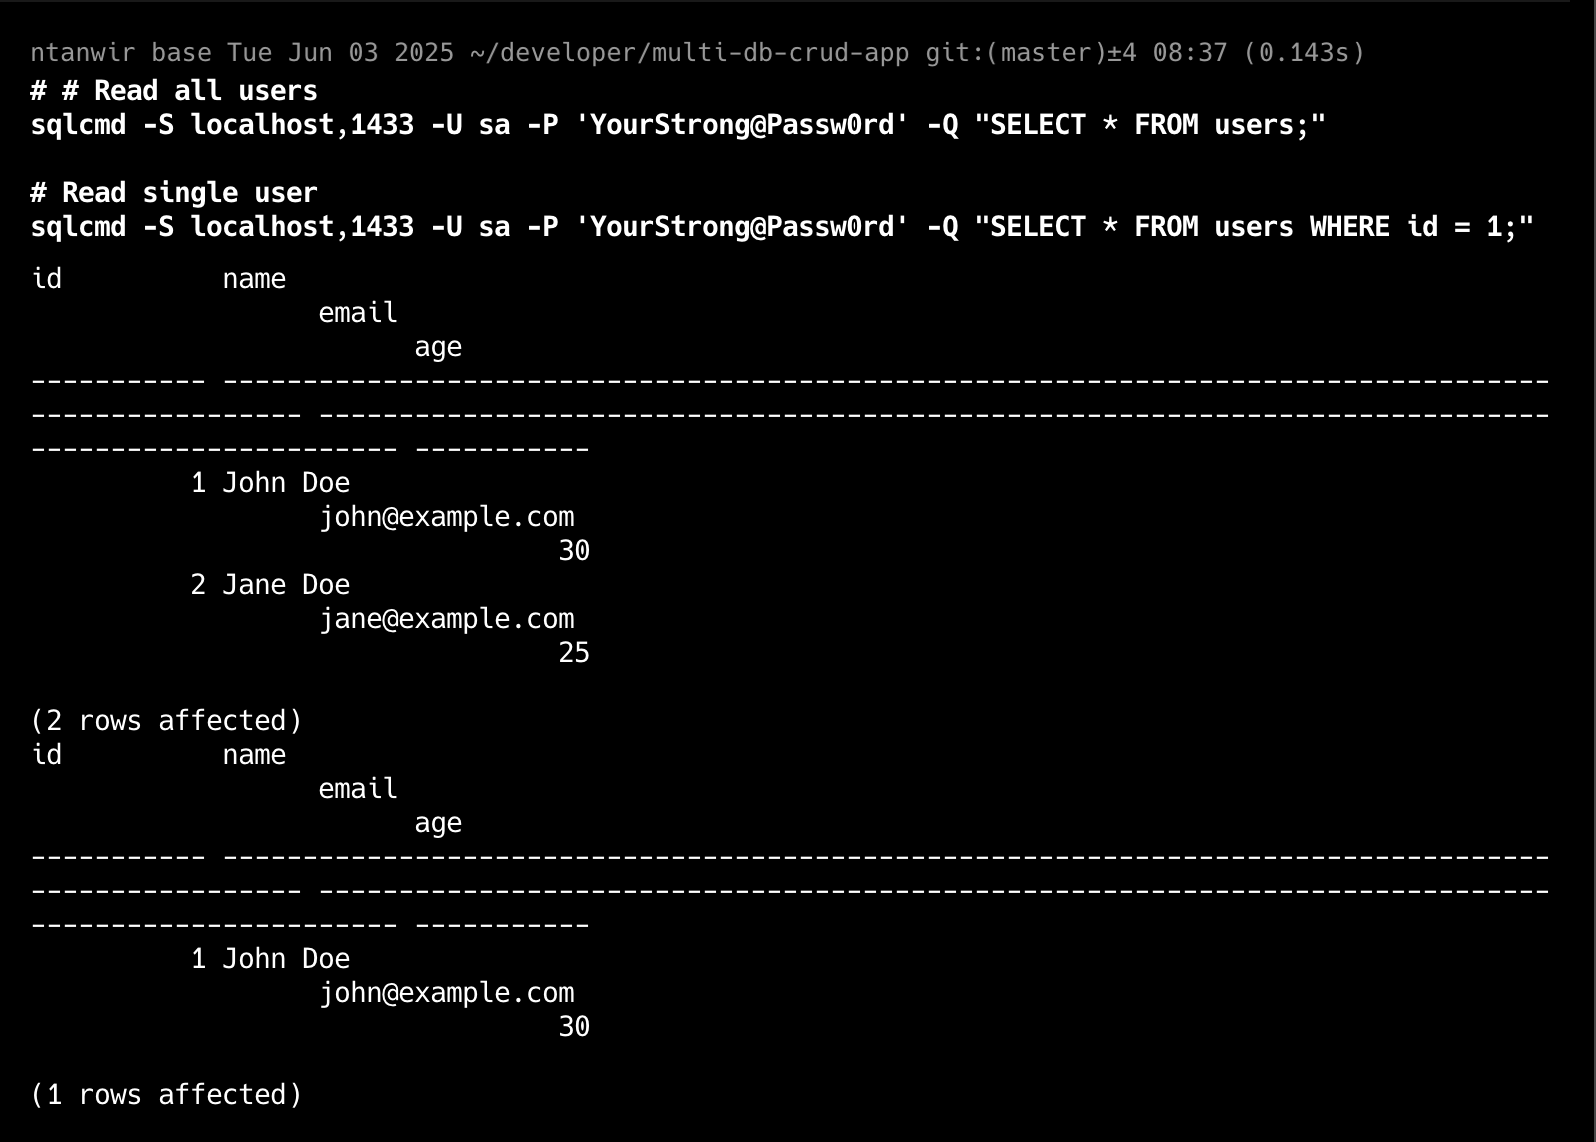 ntanwir base Tue Jun 03 2025 ~/developer/multi-db-crud-app git:(master)±4 08:37 (0.143s)
# # Read all users
sqlcmd -S localhost,1433 -U sa -P 'YourStrong@Passw0rd' -Q "SELECT * FROM users;"

# Read single user
sqlcmd -S localhost,1433 -U sa -P 'YourStrong@Passw0rd' -Q "SELECT * FROM users WHERE id = 1;"
id          name
                  email
                        age
----------- -----------------------------------------------------------------------------------
----------------- -----------------------------------------------------------------------------
----------------------- -----------
          1 John Doe
                  john@example.com
                                 30
          2 Jane Doe
                  jane@example.com
                                 25

(2 rows affected)
id          name
                  email
                        age
----------- -----------------------------------------------------------------------------------
----------------- -----------------------------------------------------------------------------
----------------------- -----------
          1 John Doe
                  john@example.com
                                 30

(1 rows affected)